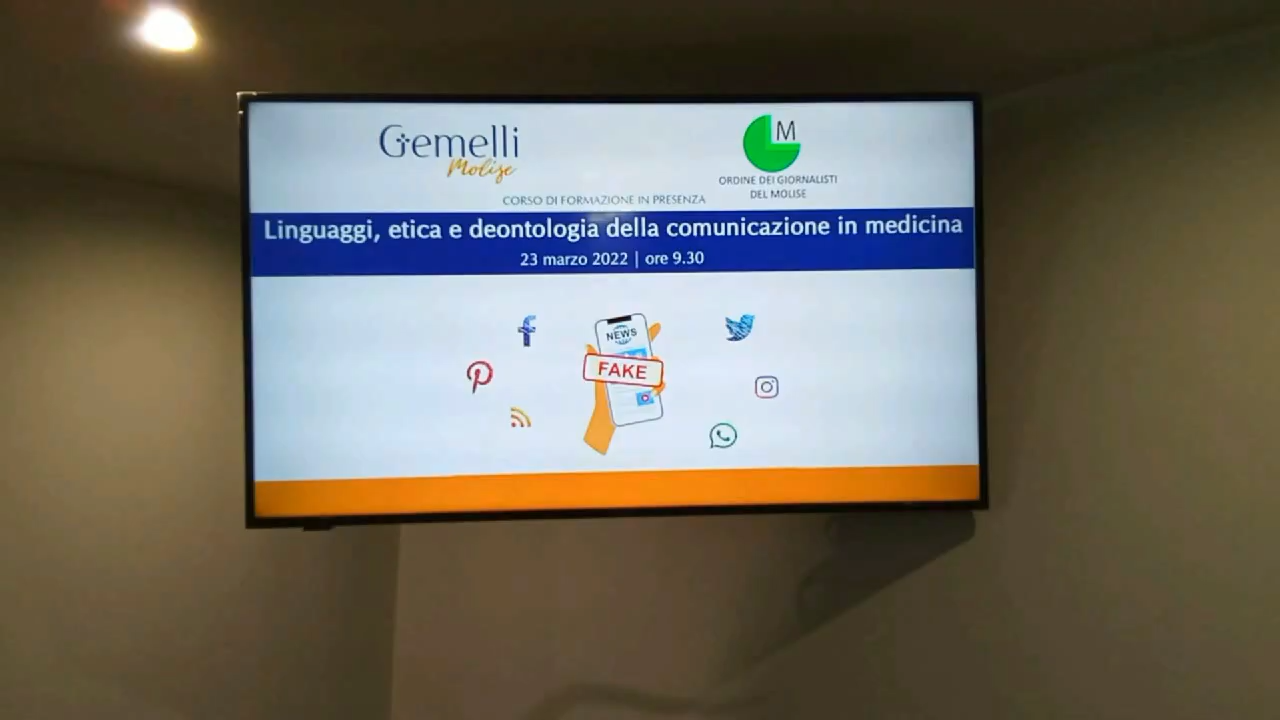 Gemelli
Molise
M
ORDINE DEI GIORNALISTI
DEL MOLISE
CORSO DI FORMAZIONE IN PRESENZA
Linguaggi, etica e deontologia della comunicazione in medicina
23 marzo 2022 | ore 9.30
NEWS
FAKE